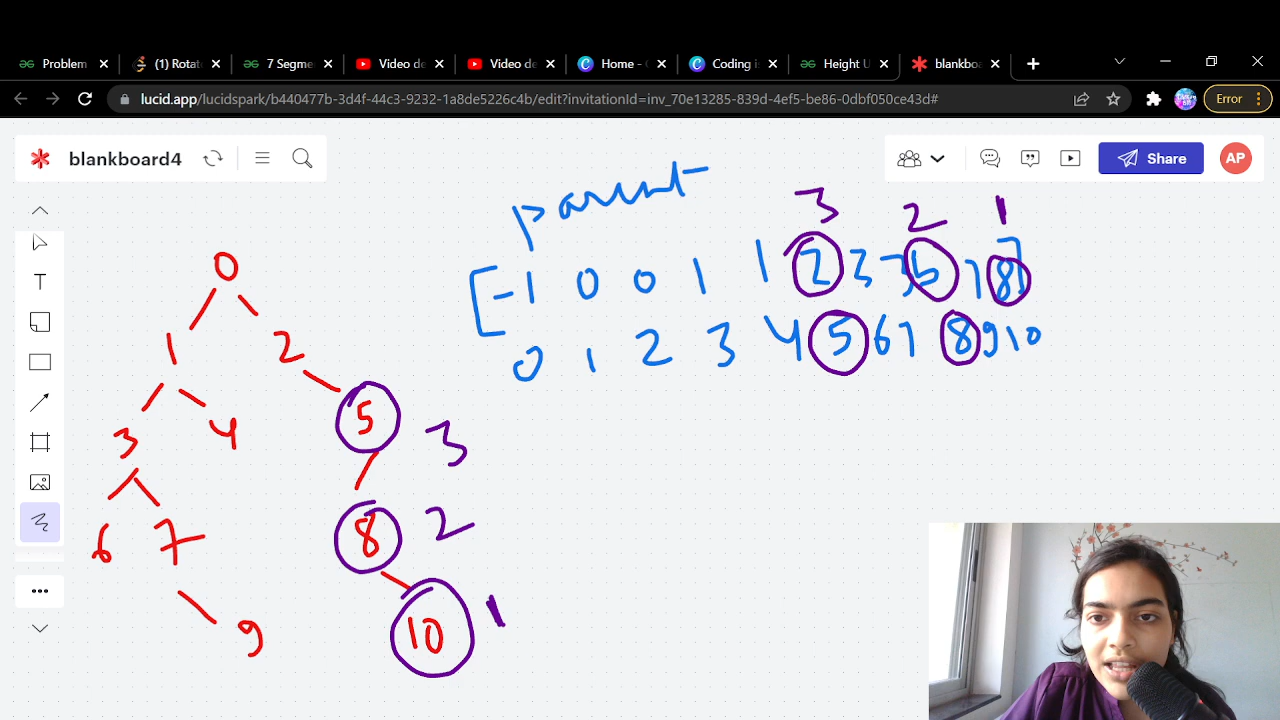 Problem
(1) Rotat
7 Segme
Video de
Video de
Home -
Coding is
Height U
blankboa
lucid.app/lucidspark/b440477b-3d4f-44c3-9232-1a8de5226c4b/edit?invitationId=inv_70e13285-839d-4ef5-be86-0dbf050ce43d#
Error
blankboard4
Share
AP
T
parent
3 2 1
[-1 0 0 1 1 2 3 3 5 7 8]
0 1 2 3 4 5 6 7 8 9 10
0
1 2
3 4 5 3
6 7 8 2
9 10 1